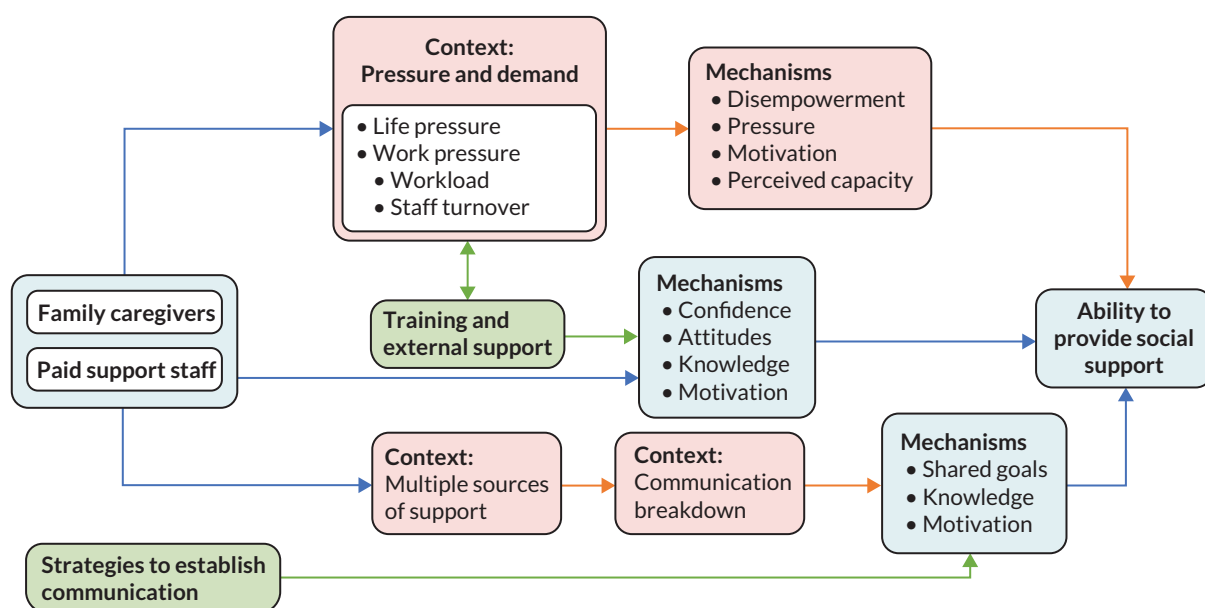 Context:
Pressure and demand
• Life pressure
• Work pressure
• Workload
• Staff turnover
Mechanisms
• Disempowerment
• Pressure
• Motivation
• Perceived capacity
Family caregivers
Paid support staff
Training and
external support
Mechanisms
• Confidence
• Attitudes
• Knowledge
• Motivation
Ability to
provide social
support
Context:
Multiple sources
of support
Context:
Communication
breakdown
Mechanisms
• Shared goals
• Knowledge
• Motivation
Strategies to establish
communication